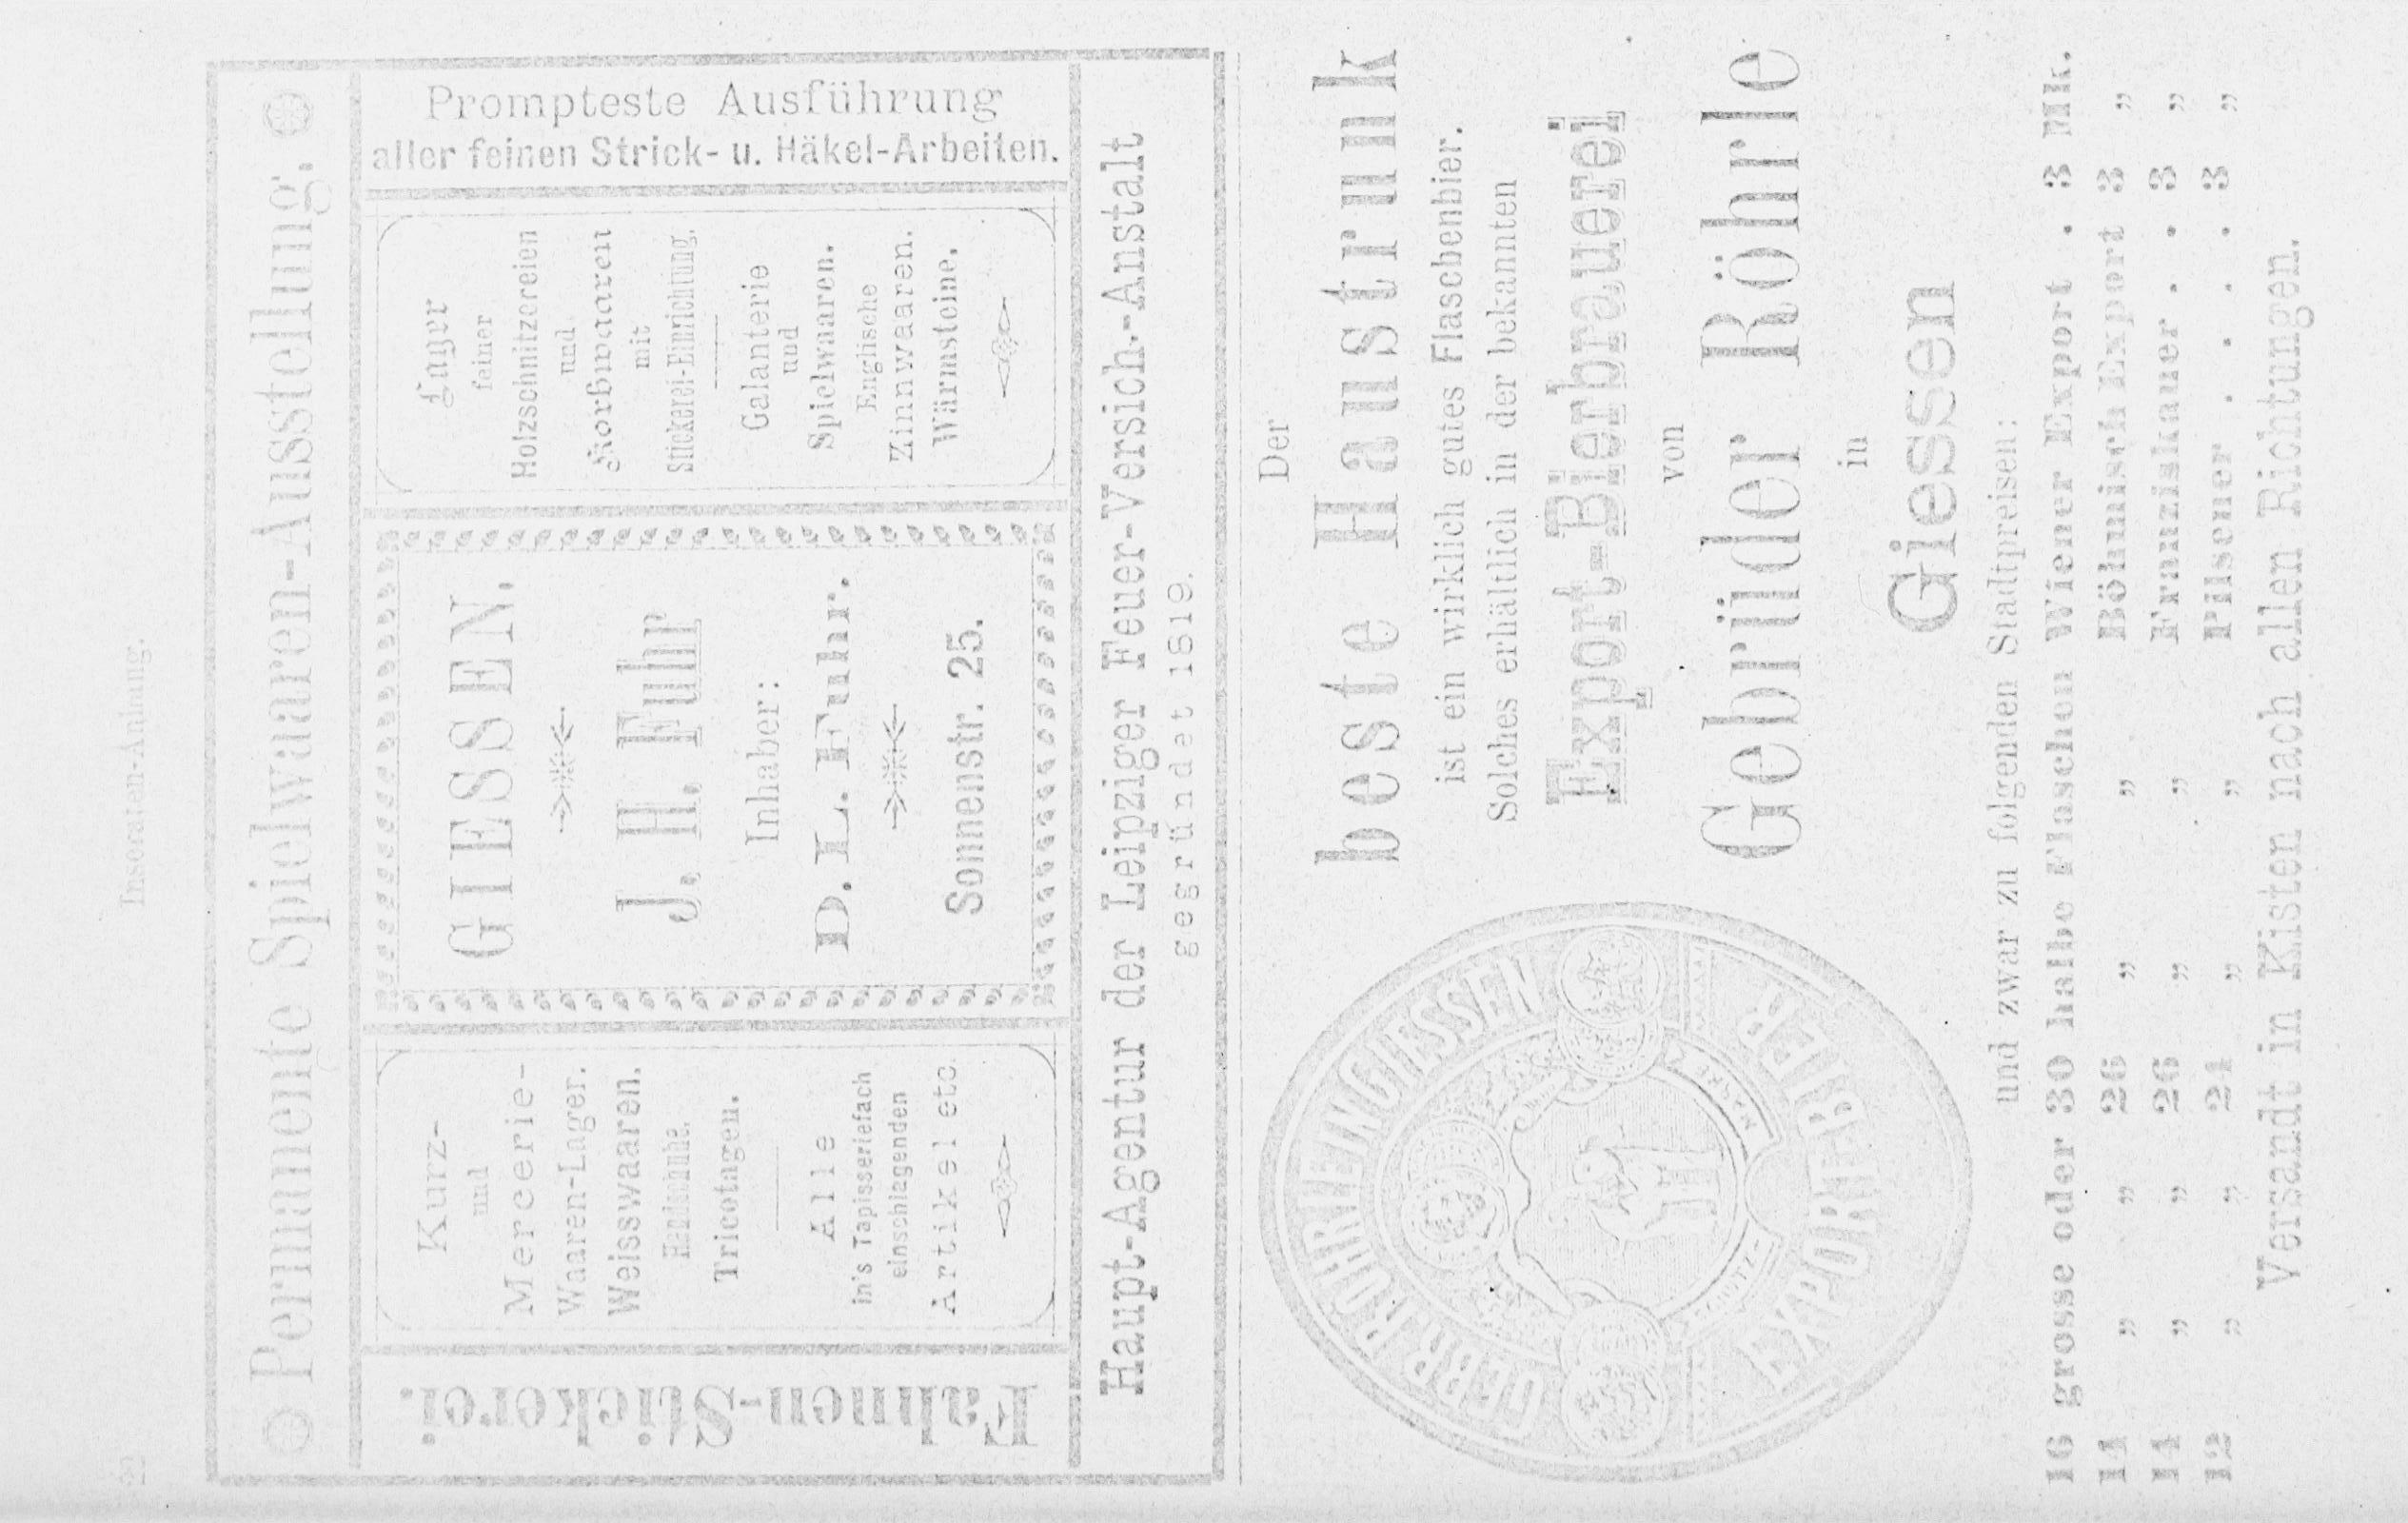 Inseraten-Anhang.
Permanente Spielwaren-Ausstellung.
Fahnen-Stickerei.
Kurz-
und
Mercerie-
Waaren-Lager.
Weisswaaren.
Handschuhe.
Tricotagen.
Alle
in's Tapisseriefach
einschlagenden
Artikel etc.
GIESSEN.
J. H. Fuhr
Inhaber:
D. L. Fuhr.
Sonnenstr. 25.
Lager
feiner
Holzschnitzereien
und
Korbwaaren
mit
Stickerei-Einrichtung.
Galanterie
und
Spielwaaren.
Englische
Zinnwaaren.
Wärmsteine.
Prompteste Ausführung
aller feinen Strick- u. Häkel-Arbeiten.
Haupt-Agentur der Leipziger Feuer-Versich.-Anstalt
gegründet 1819.
GEBR. RÖHRLE IN GIESSEN
SCHUTZ-
MARKE
EXPORT-BIER
Der
beste Haustrunk
ist ein wirklich gutes Flaschenbier.
Solches erhältlich in der bekannten
Export-Bierbrauerei
von
Gebrüder Röhrle
in
Giessen
und zwar zu folgenden Stadtpreisen:
16 grosse oder 30 halbe Flaschen Wiener Export . 3 Mk.
14 „ „ 26 „ „ Böhmisch Export 3 „
14 „ „ 26 „ „ Franziskaner . . 3 „
12 „ „ 24 „ „ Pilsener . . . . 3 „
Versandt in Kisten nach allen Richtungen.